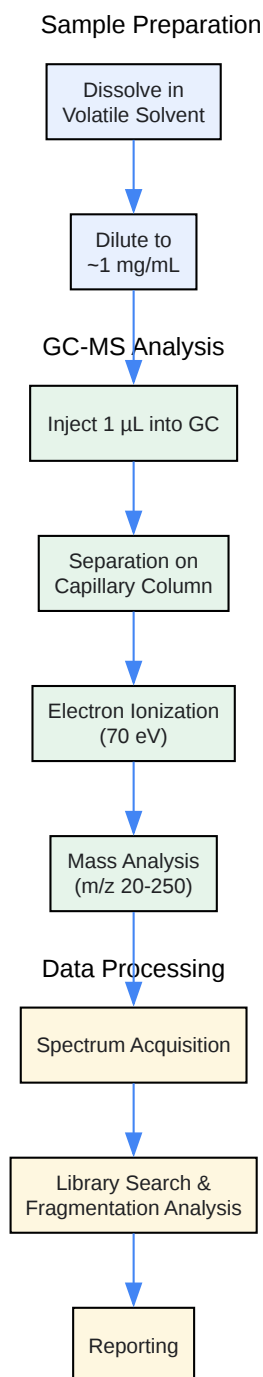 Sample Preparation
Dissolve in
Volatile Solvent
Dilute to
~1 mg/mL
GC-MS Analysis
Inject 1 µL into GC
Separation on
Capillary Column
Electron Ionization
(70 eV)
Mass Analysis
(m/z 20-250)
Data Processing
Spectrum Acquisition
Library Search &
Fragmentation Analysis
Reporting